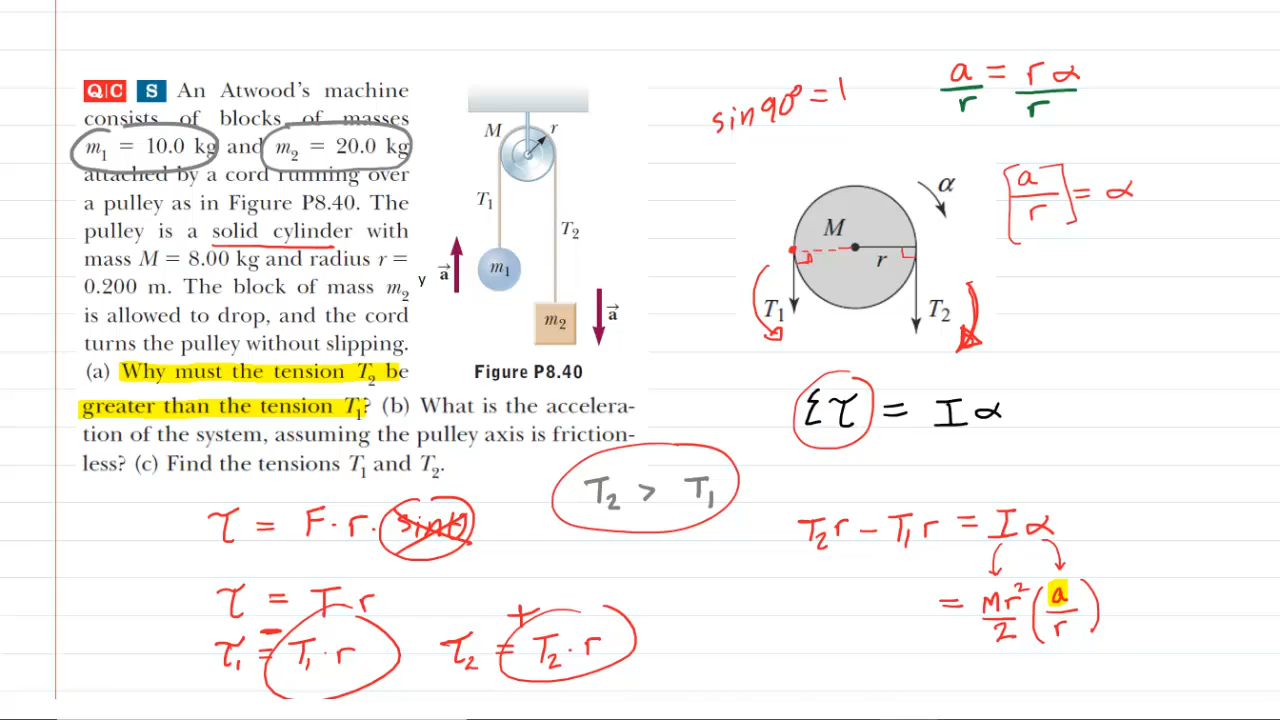 Q|C S An Atwood's machine
consists of blocks of masses
m₁ = 10.0 kg and m₂ = 20.0 kg
attached by a cord running over
a pulley as in Figure P8.40. The
pulley is a solid cylinder with
mass M = 8.00 kg and radius r =
0.200 m. The block of mass m₂
is allowed to drop, and the cord
turns the pulley without slipping.
(a) Why must the tension T₂ be
greater than the tension T₁? (b) What is the accelera-
tion of the system, assuming the pulley axis is friction-
less? (c) Find the tensions T₁ and T₂.
M r
T₁
T₂
y a⃗ m₁
m₂ a⃗
Figure P8.40
sin90° = 1
a/r = rα/r
[a/r] = α
α
M
r
T₁ T₂
Στ = Iα
T₂ > T₁
τ = F · r · sinθ
τ = T r
τ₁ = - T₁ · r
τ₂ = + T₂ · r
T₂r - T₁r = Iα
= Mr²/2 (a/r)